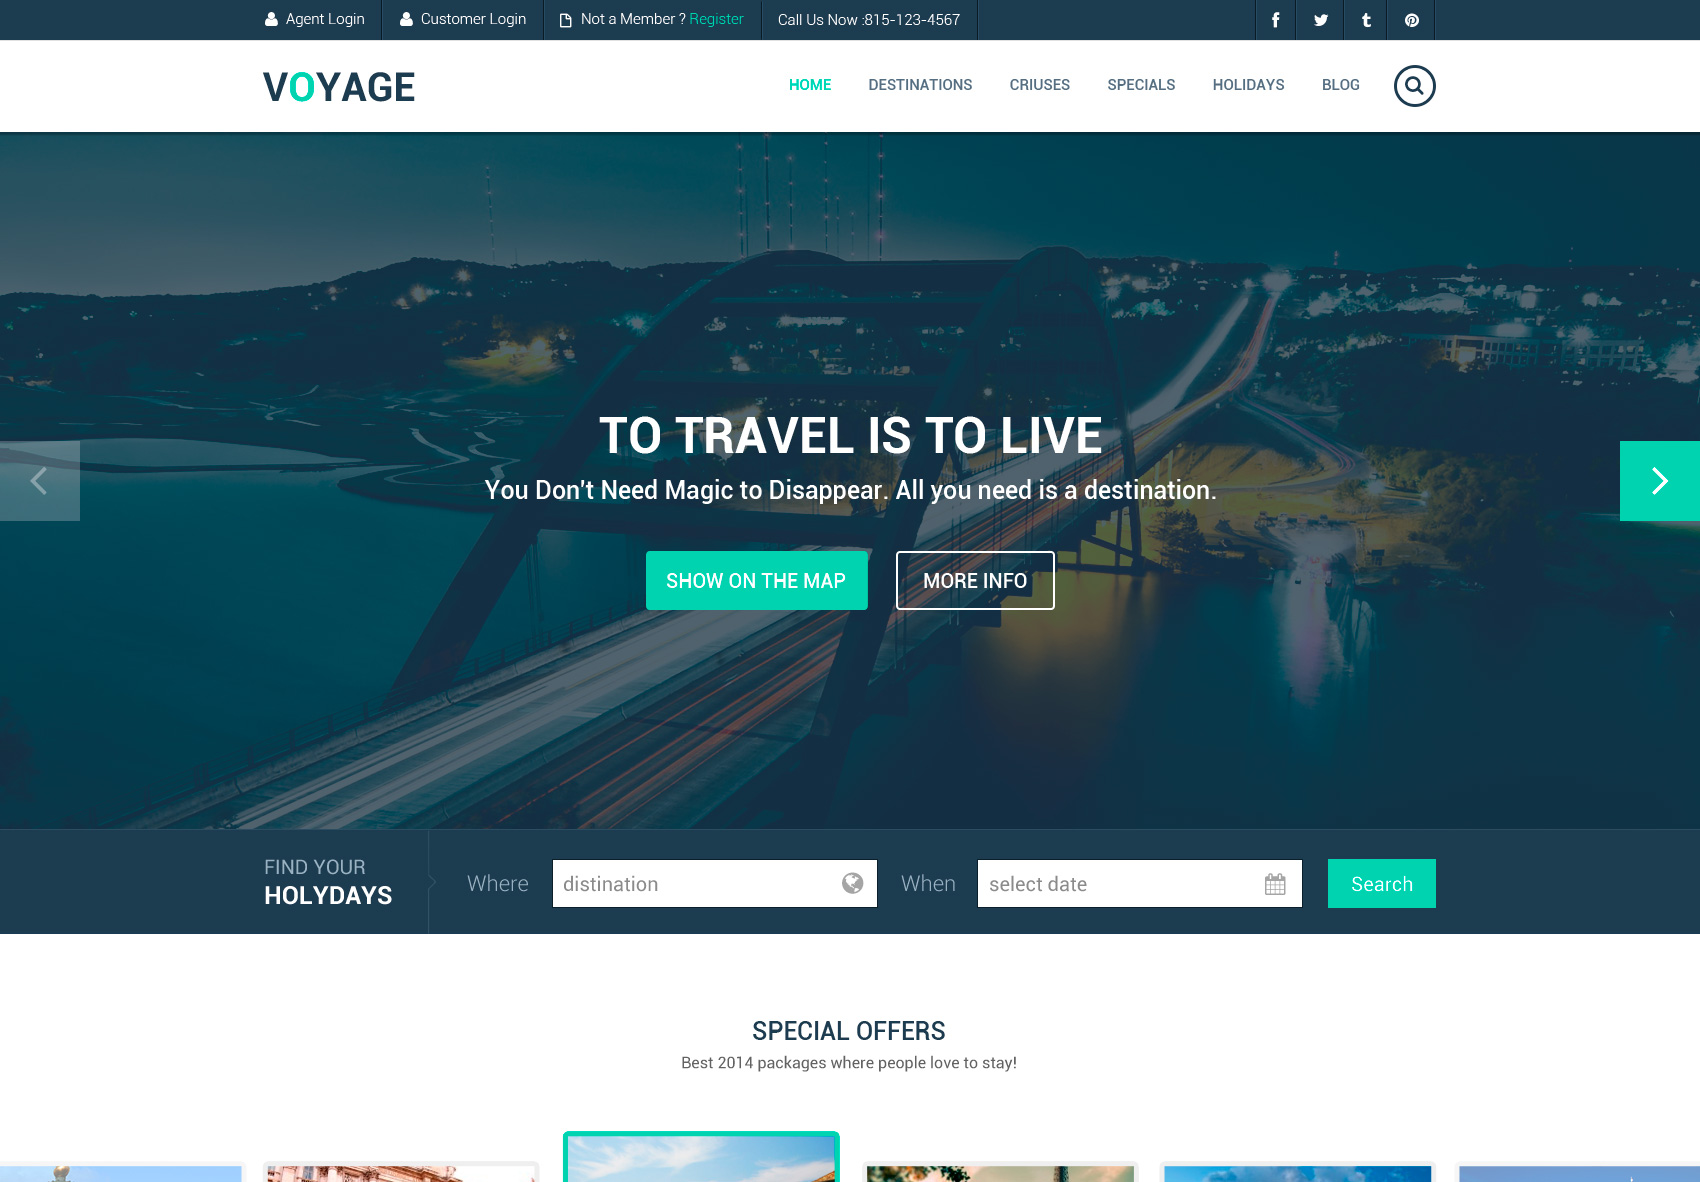 Agent Login
Customer Login
Not a Member ? Register
Call Us Now :815-123-4567
VOYAGE
HOME
DESTINATIONS
CRIUSES
SPECIALS
HOLIDAYS
BLOG
TO TRAVEL IS TO LIVE
You Don't Need Magic to Disappear. All you need is a destination.
SHOW ON THE MAP
MORE INFO
FIND YOUR
HOLYDAYS
Where
distination
When
select date
Search
SPECIAL OFFERS
Best 2014 packages where people love to stay!